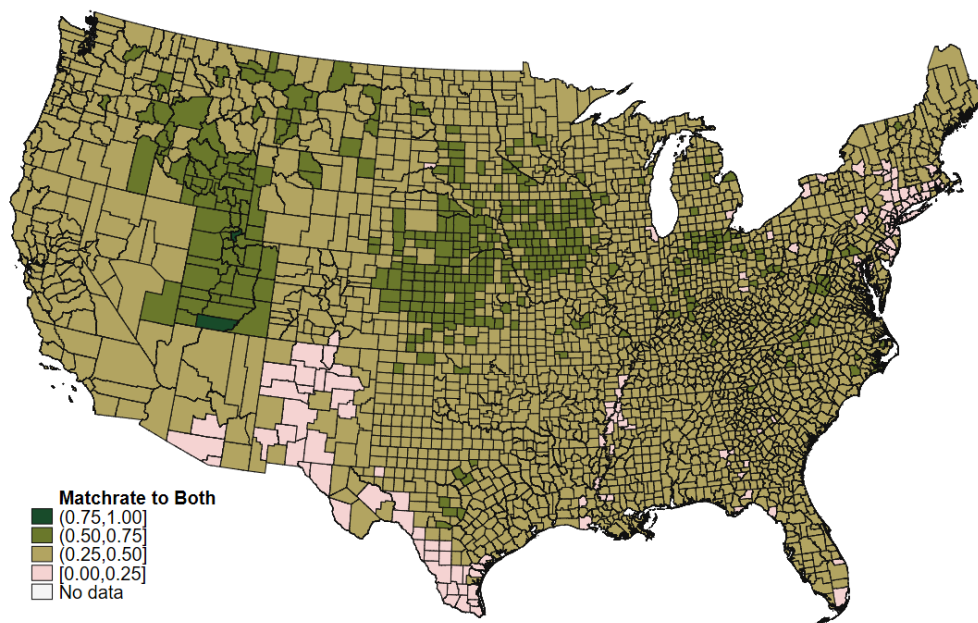 Matchrate to Both
(0.75,1.00]
(0.50,0.75]
(0.25,0.50]
[0.00,0.25]
No data